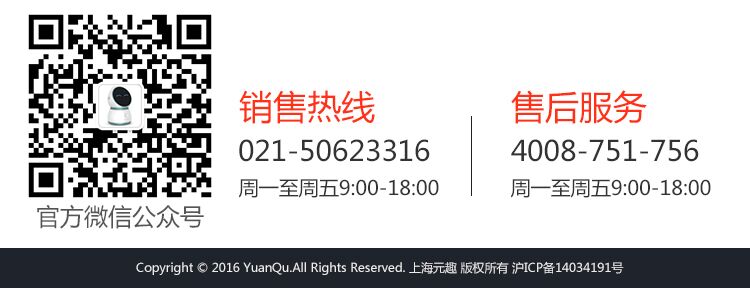 销售热线
021-50623316
周一至周五9:00-18:00
售后服务
4008-751-756
周一至周五9:00-18:00
官方微信公众号
Copyright © 2016 YuanQu.All Rights Reserved. 上海元趣 版权所有 沪ICP备14034191号